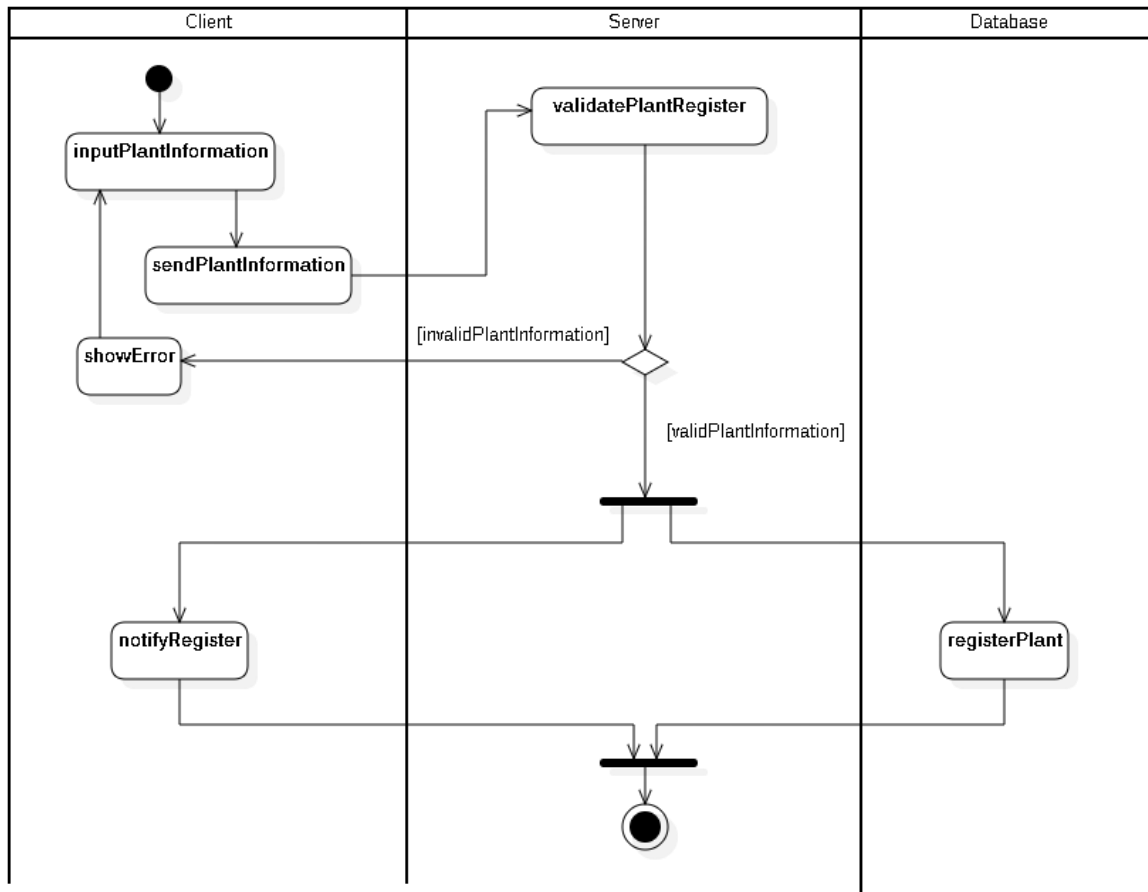 Client
Server
Database
validatePlantRegister
inputPlantInformation
sendPlantInformation
[invalidPlantInformation]
showError
[validPlantInformation]
notifyRegister
registerPlant